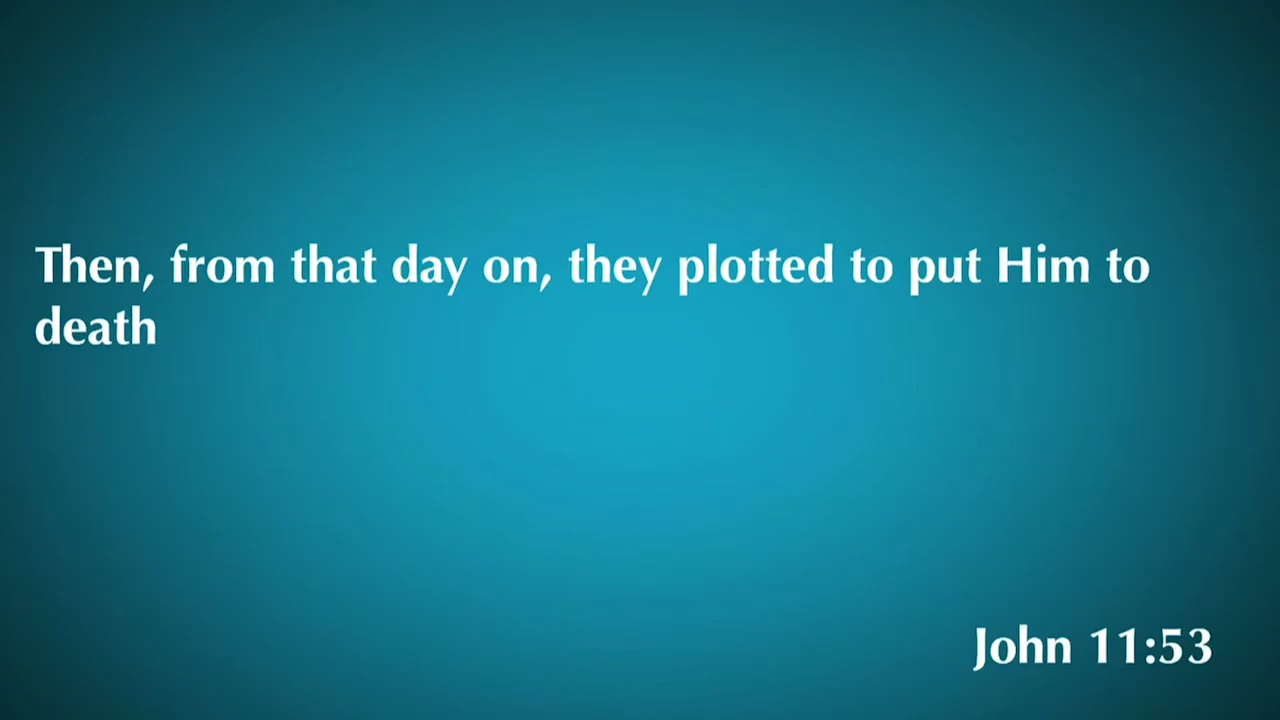 Then, from that day on, they plotted to put Him to
death
John 11:53